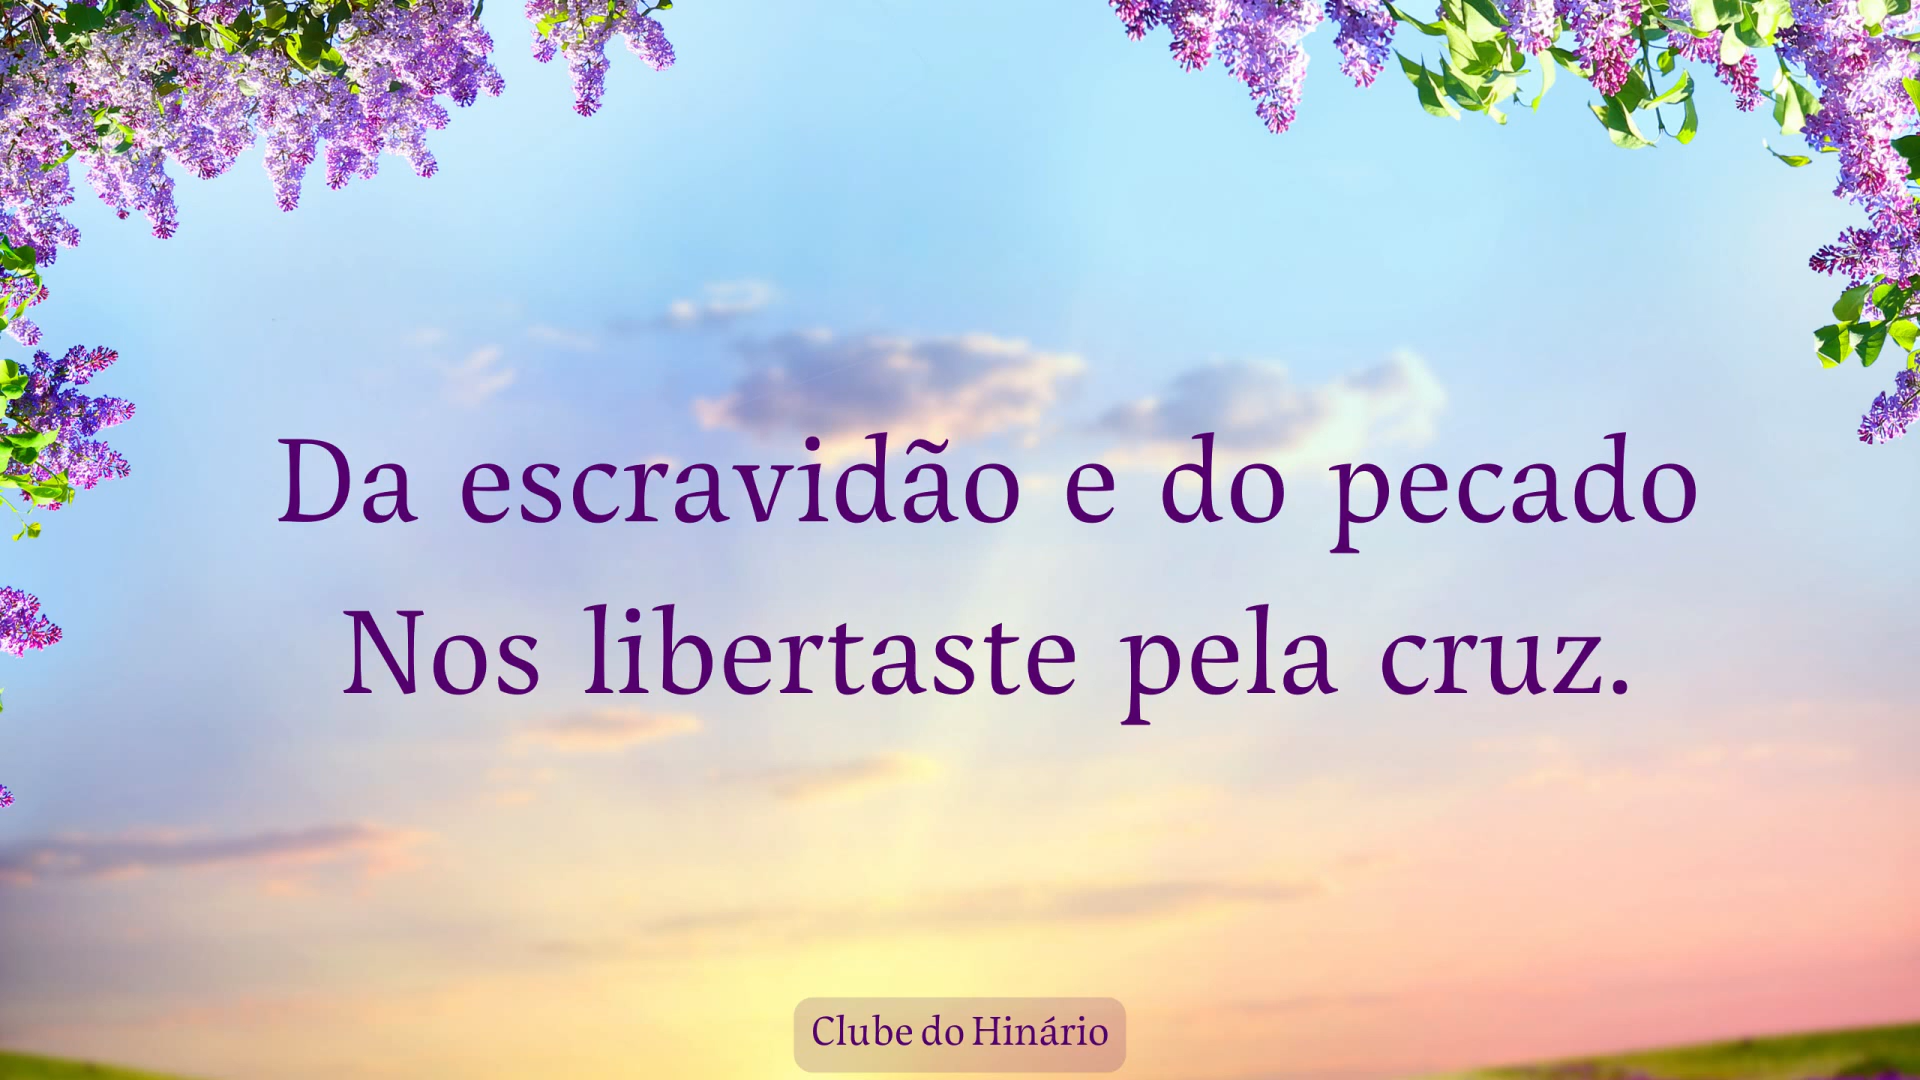 Da escravidão e do pecado
Nos libertaste pela cruz.
Clube do Hinário